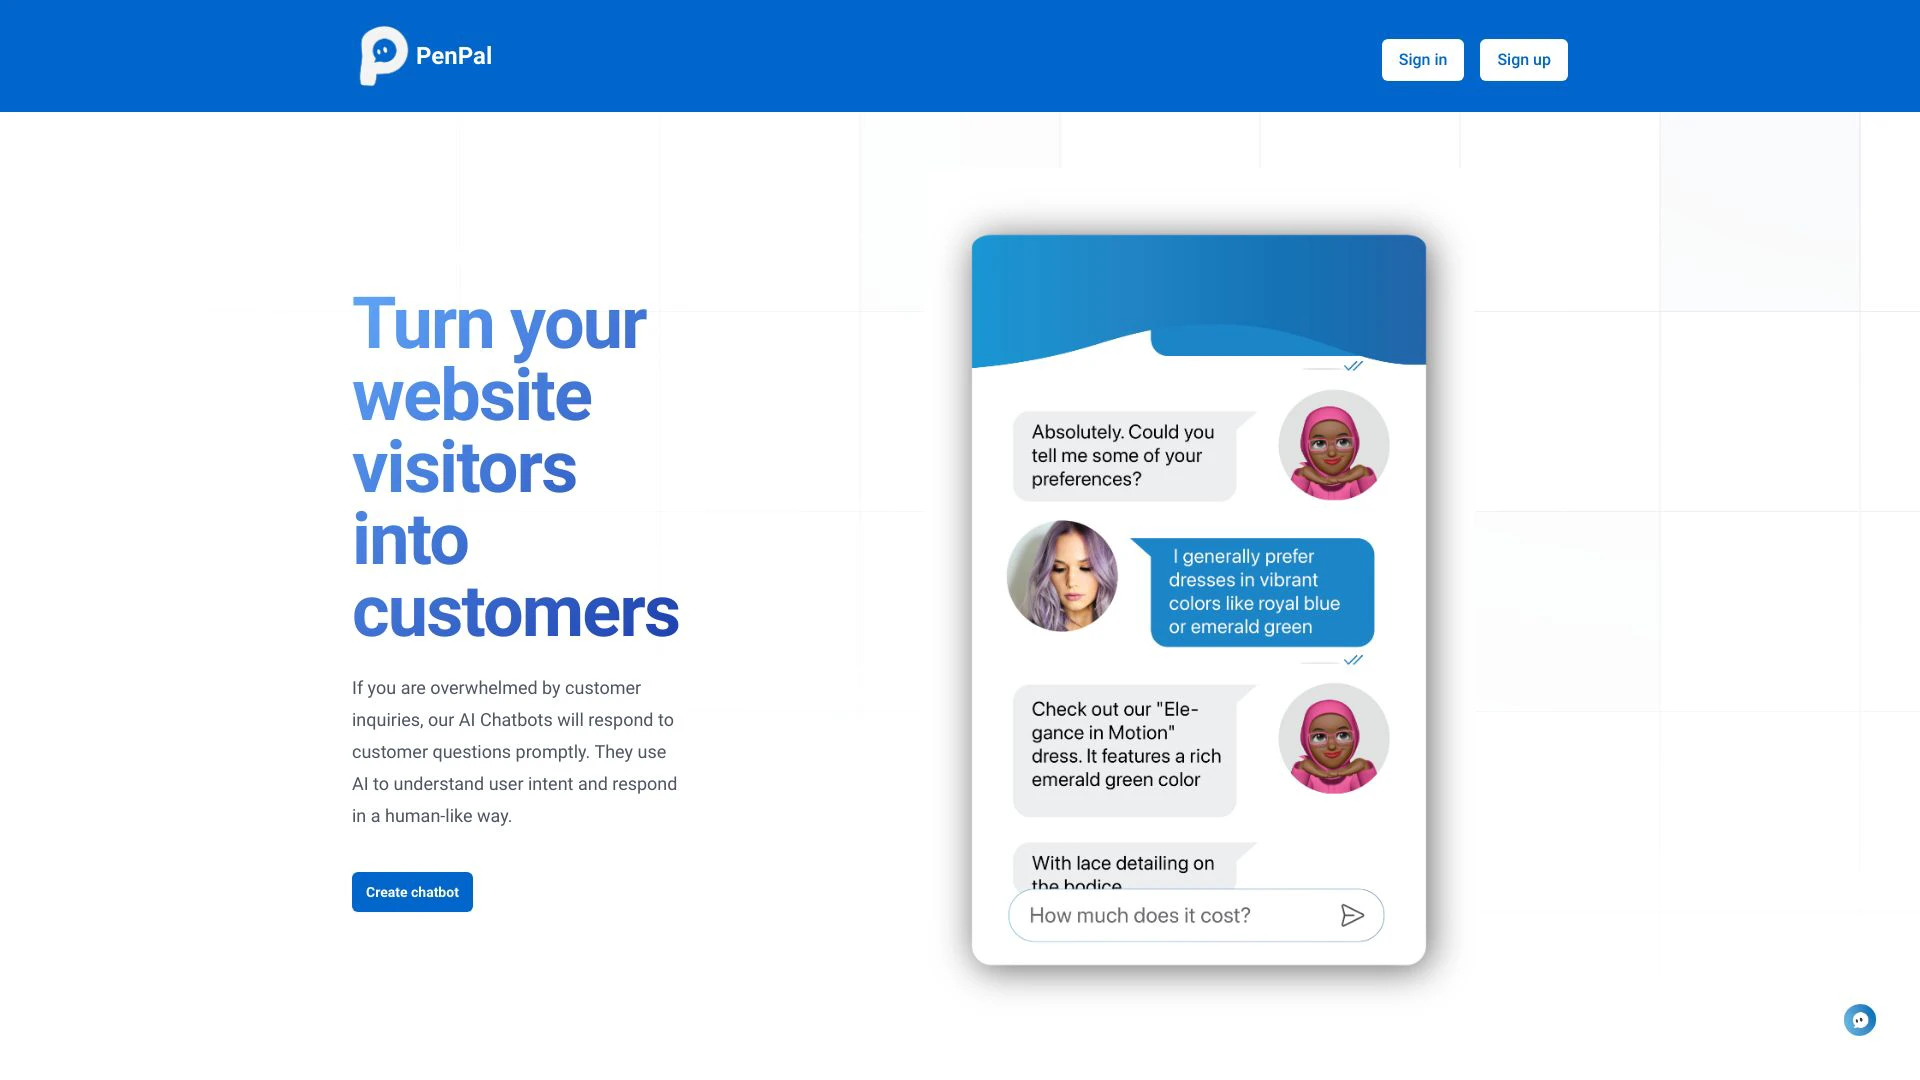 PenPal
Sign in
Sign up
Turn your
website
visitors
into
customers
If you are overwhelmed by customer
inquiries, our AI Chatbots will respond to
customer questions promptly. They use
AI to understand user intent and respond
in a human-like way.
Create chatbot
Absolutely. Could you
tell me some of your
preferences?
I generally prefer
dresses in vibrant
colors like royal blue
or emerald green
Check out our "Ele-
gance in Motion"
dress. It features a rich
emerald green color
With lace detailing on
the bodice
How much does it cost?